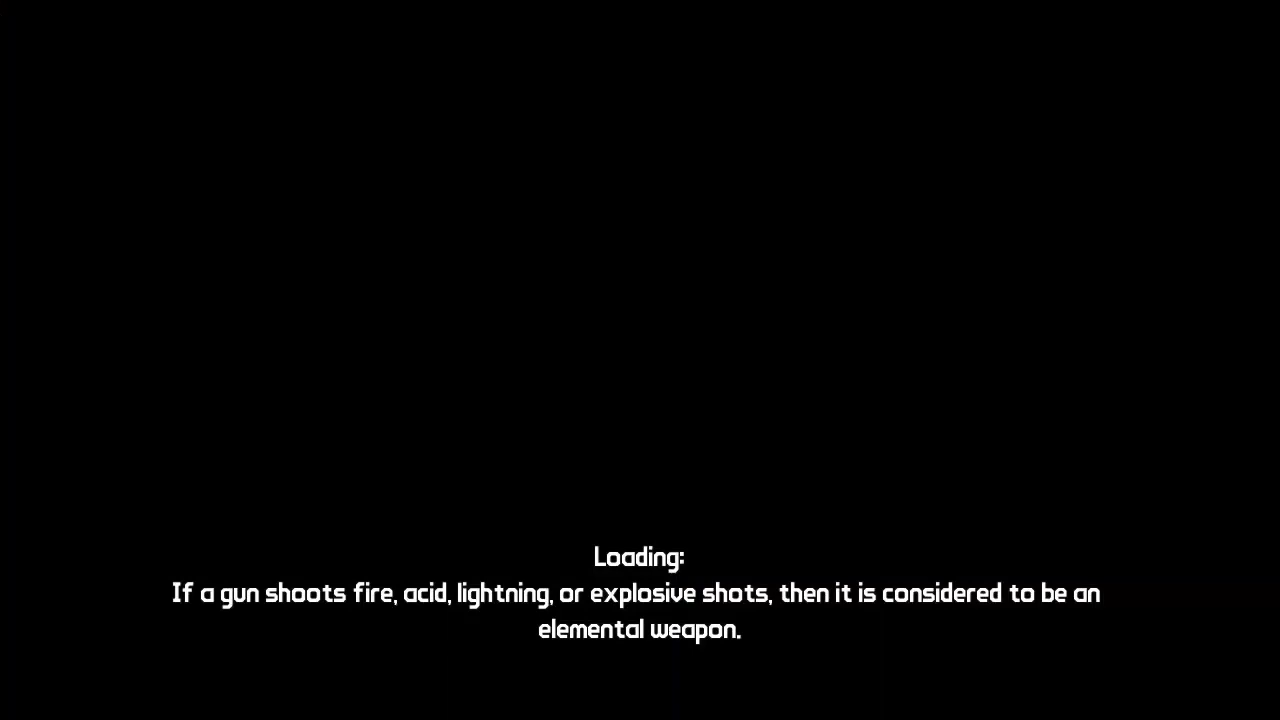 Loading:
If a gun shoots fire, acid, lightning, or explosive shots, then it is considered to be an
elemental weapon.